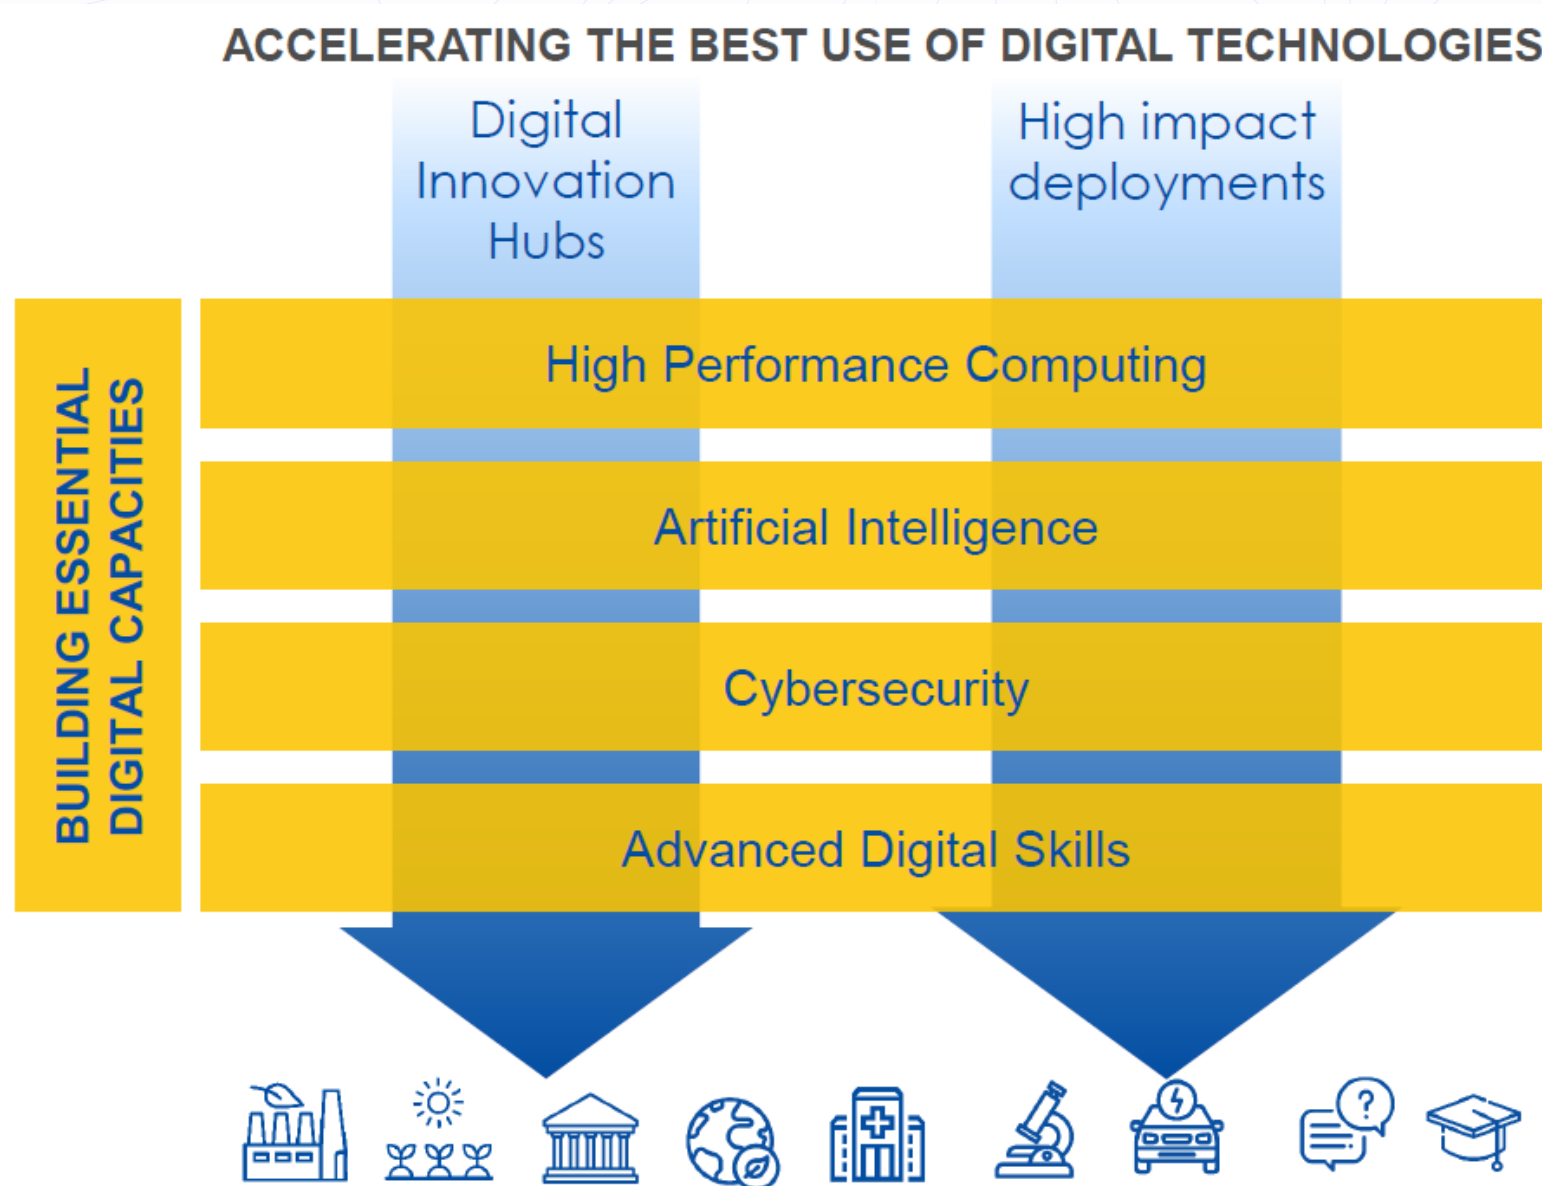 ACCELERATING THE BEST USE OF DIGITAL TECHNOLOGIES
Digital
Innovation
Hubs
High impact
deployments
BUILDING ESSENTIAL
DIGITAL CAPACITIES
High Performance Computing
Artificial Intelligence
Cybersecurity
Advanced Digital Skills
?